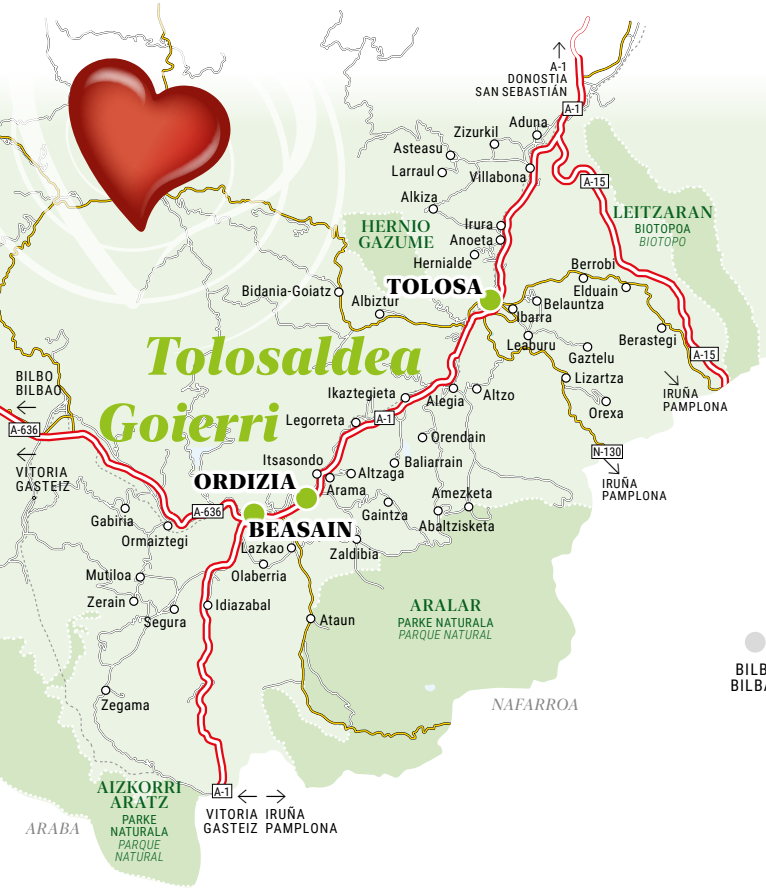 A-1
DONOSTIA
SAN SEBASTIÁN
A-1
Aduna
Zizurkil
Asteasu
Larraul
Villabona
A-15
Alkiza
LEITZARAN
BIOTOPOA
BIOTOPO
HERNIO
GAZUME
Irura
Anoeta
Hernialde
Berrobi
TOLOSA
Elduain
Bidania-Goiatz
Albiztur
Belauntza
Ibarra
Berastegi
Leaburu
Gaztelu
A-15
Tolosaldea
Goierri
BILBO
BILBAO
A-636
VITORIA
GASTEIZ
Lizartza
IRUÑA
PAMPLONA
Ikaztegieta
Alegia
Altzo
Orexa
Legorreta
A-1
Orendain
N-130
IRUÑA
PAMPLONA
Itsasondo
Altzaga
Baliarrain
ORDIZIA
Arama
Amezketa
Gabiria
A-636
Gaintza
Abaltzisketa
BEASAIN
Ormaiztegi
Lazkao
Zaldibia
Olaberria
Mutiloa
Zerain
Segura
Idiazabal
Ataun
ARALAR
PARKE NATURALA
PARQUE NATURAL
BILB
BILBA
Zegama
NAFARROA
AIZKORRI
ARATZ
PARKE
NATURALA
PARQUE
NATURAL
A-1
VITORIA
GASTEIZ
IRUÑA
PAMPLONA
ARABA